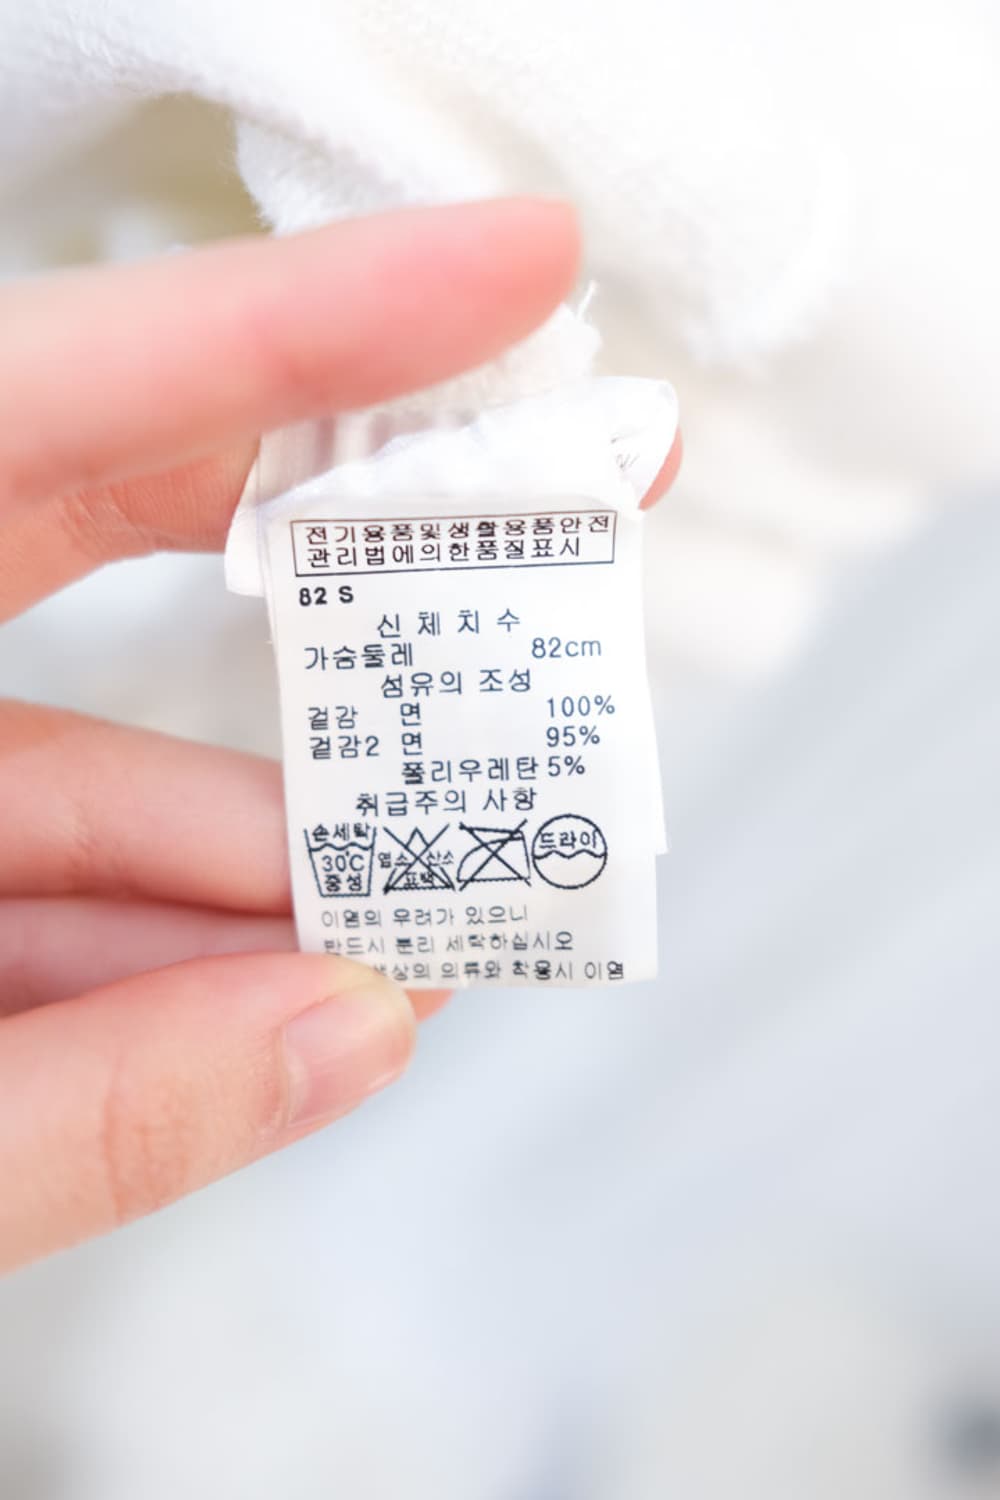 전기용품및생활용품안전
관리법에의한품질표시
82 S
신 체 치 수
가슴둘레 82cm
섬유의 조성
겉감 면 100%
겉감2 면 95%
폴리우레탄 5%
취급주의 사항
손세탁
30℃
중성
염소 산소
표백
드라이
이염의 우려가 있으니
반드시 분리 세탁하십시오
색상의 의류와 착용시 이염